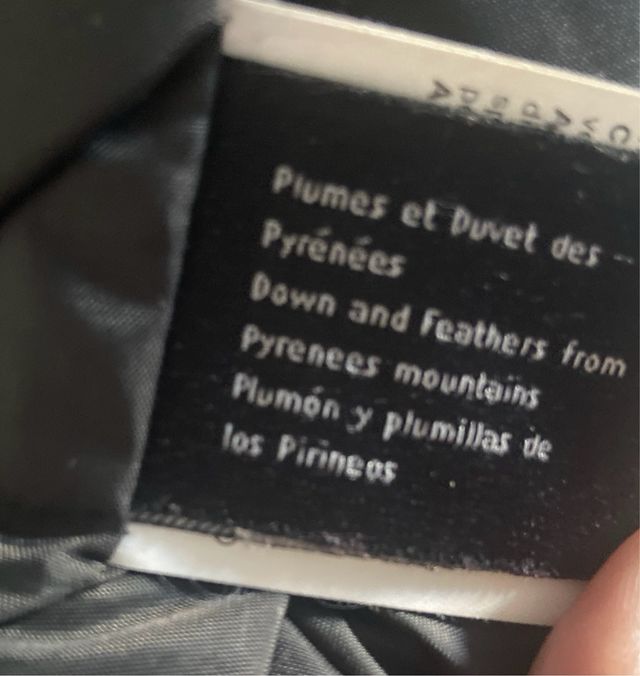 Plumes et Duvet des
Pyrénées
Down and Feathers from
Pyrenees mountains
Plumón y plumillas de
los Pirineos